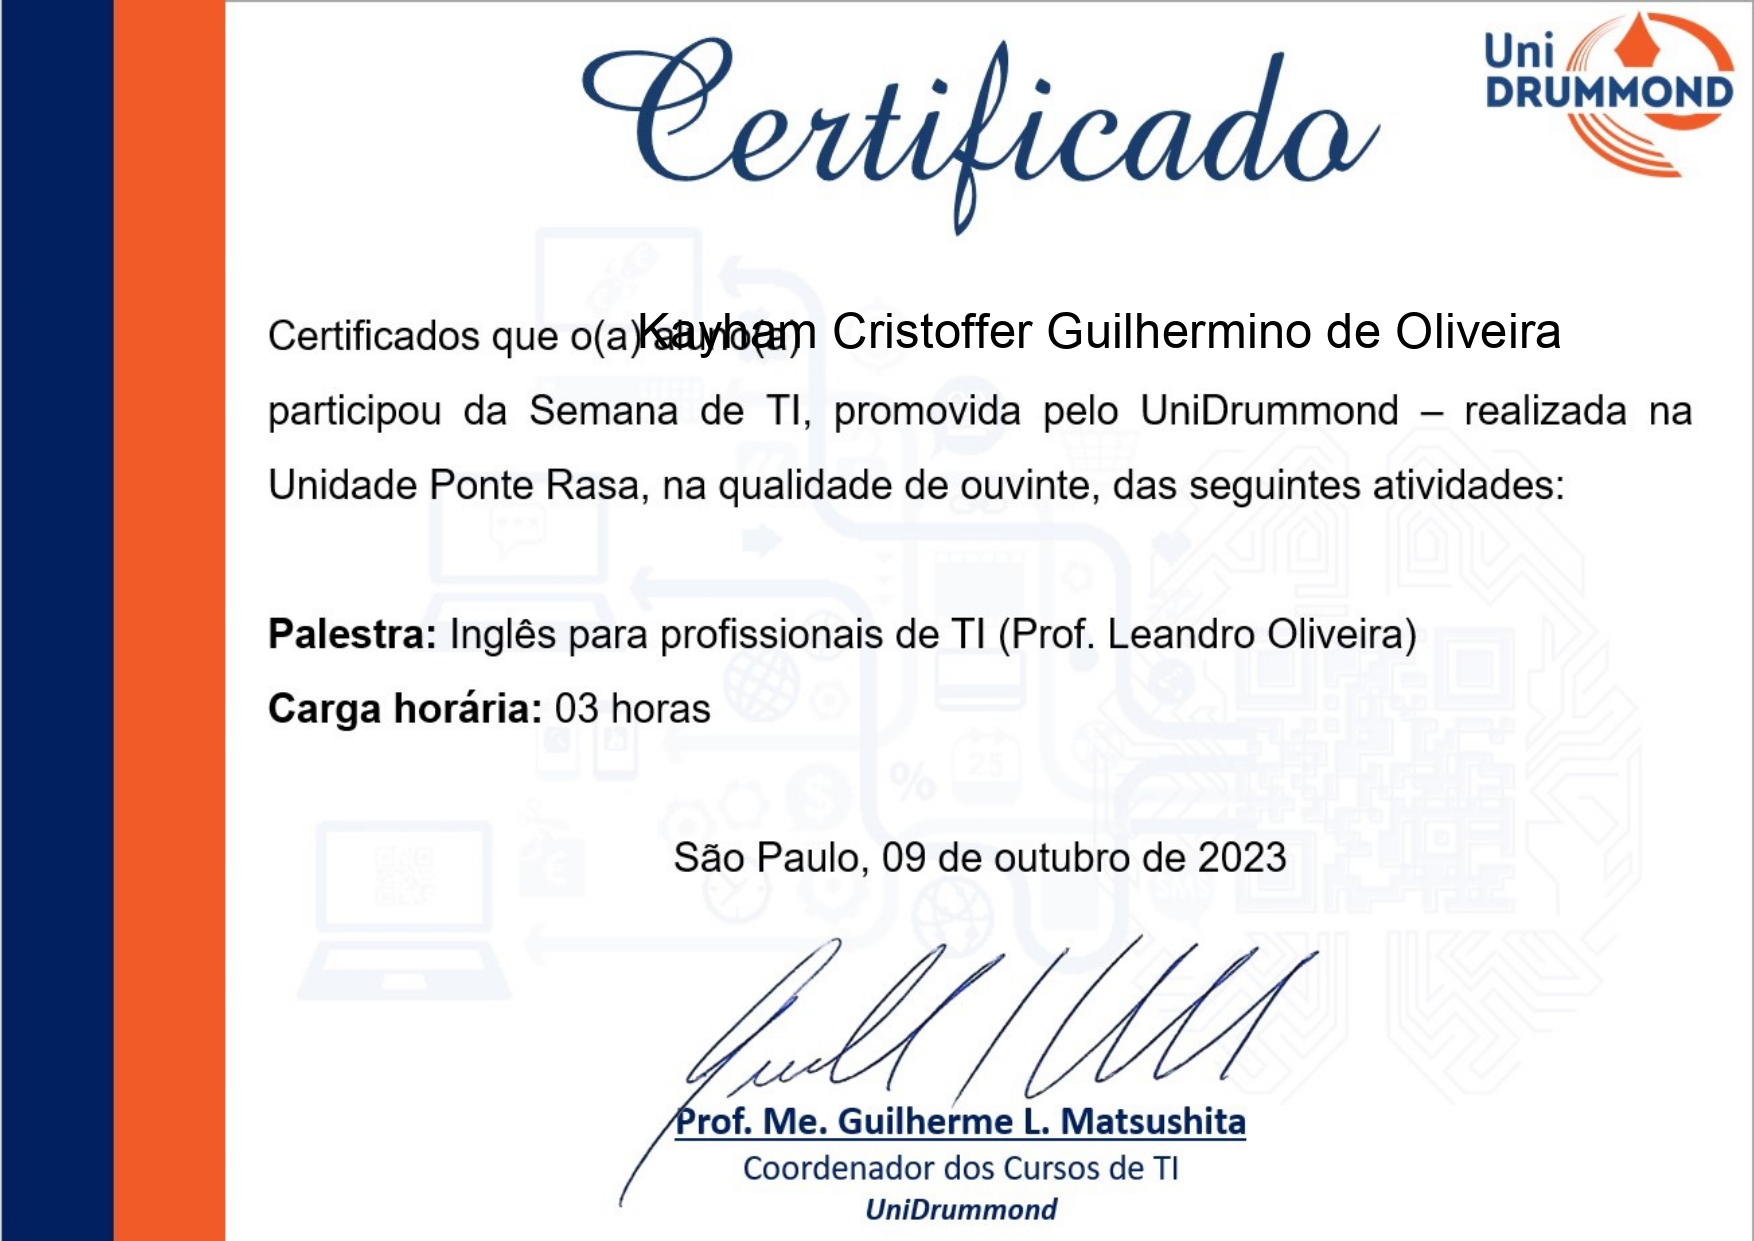 Certificado
Uni
DRUMMOND
Certificados que o(a) aluno(a) Kayham Cristoffer Guilhermino de Oliveira
participou da Semana de TI, promovida pelo UniDrummond – realizada na
Unidade Ponte Rasa, na qualidade de ouvinte, das seguintes atividades:
Palestra: Inglês para profissionais de TI (Prof. Leandro Oliveira)
Carga horária: 03 horas
25
%
São Paulo, 09 de outubro de 2023
Prof. Me. Guilherme L. Matsushita
Coordenador dos Cursos de TI
UniDrummond